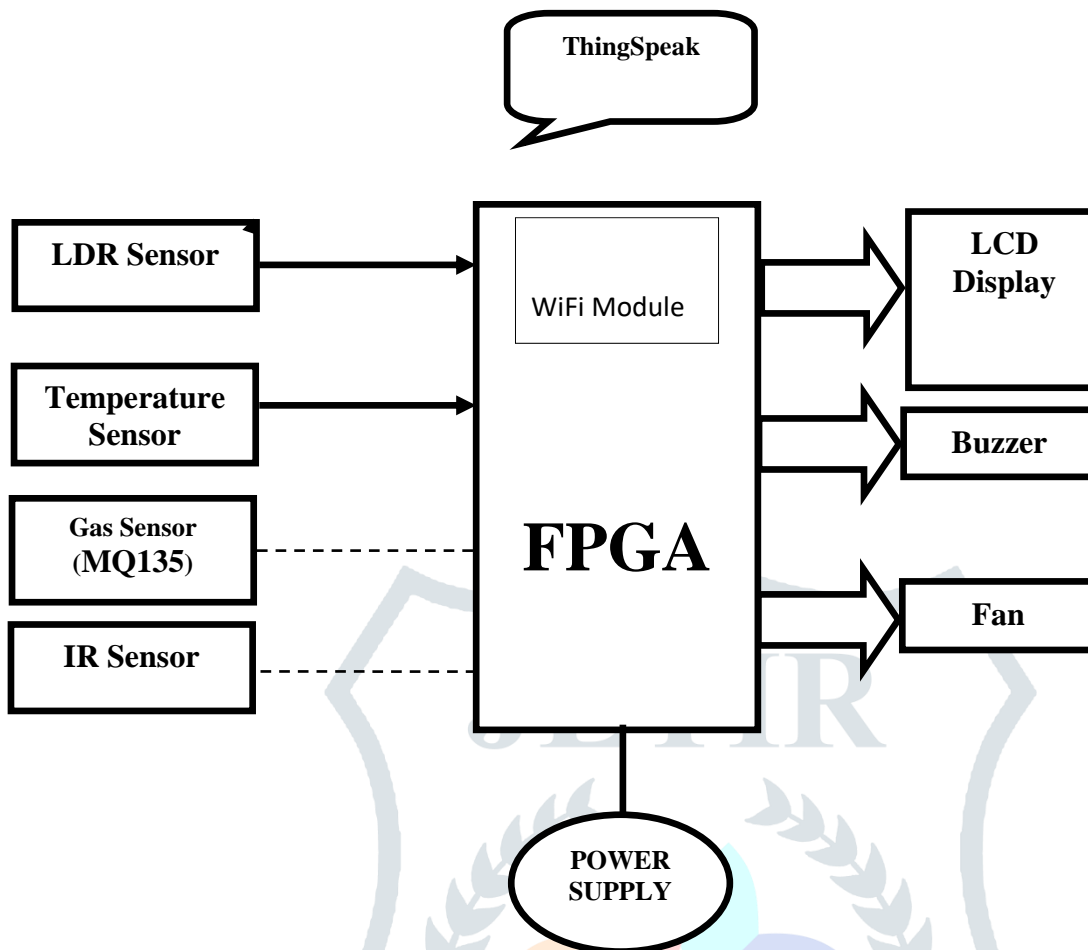 ThingSpeak
LDR Sensor
WiFi Module
LCD
Display
Temperature
Sensor
Buzzer
Gas Sensor
(MQ135)
FPGA
Fan
IR Sensor
JETIR
POWER
SUPPLY